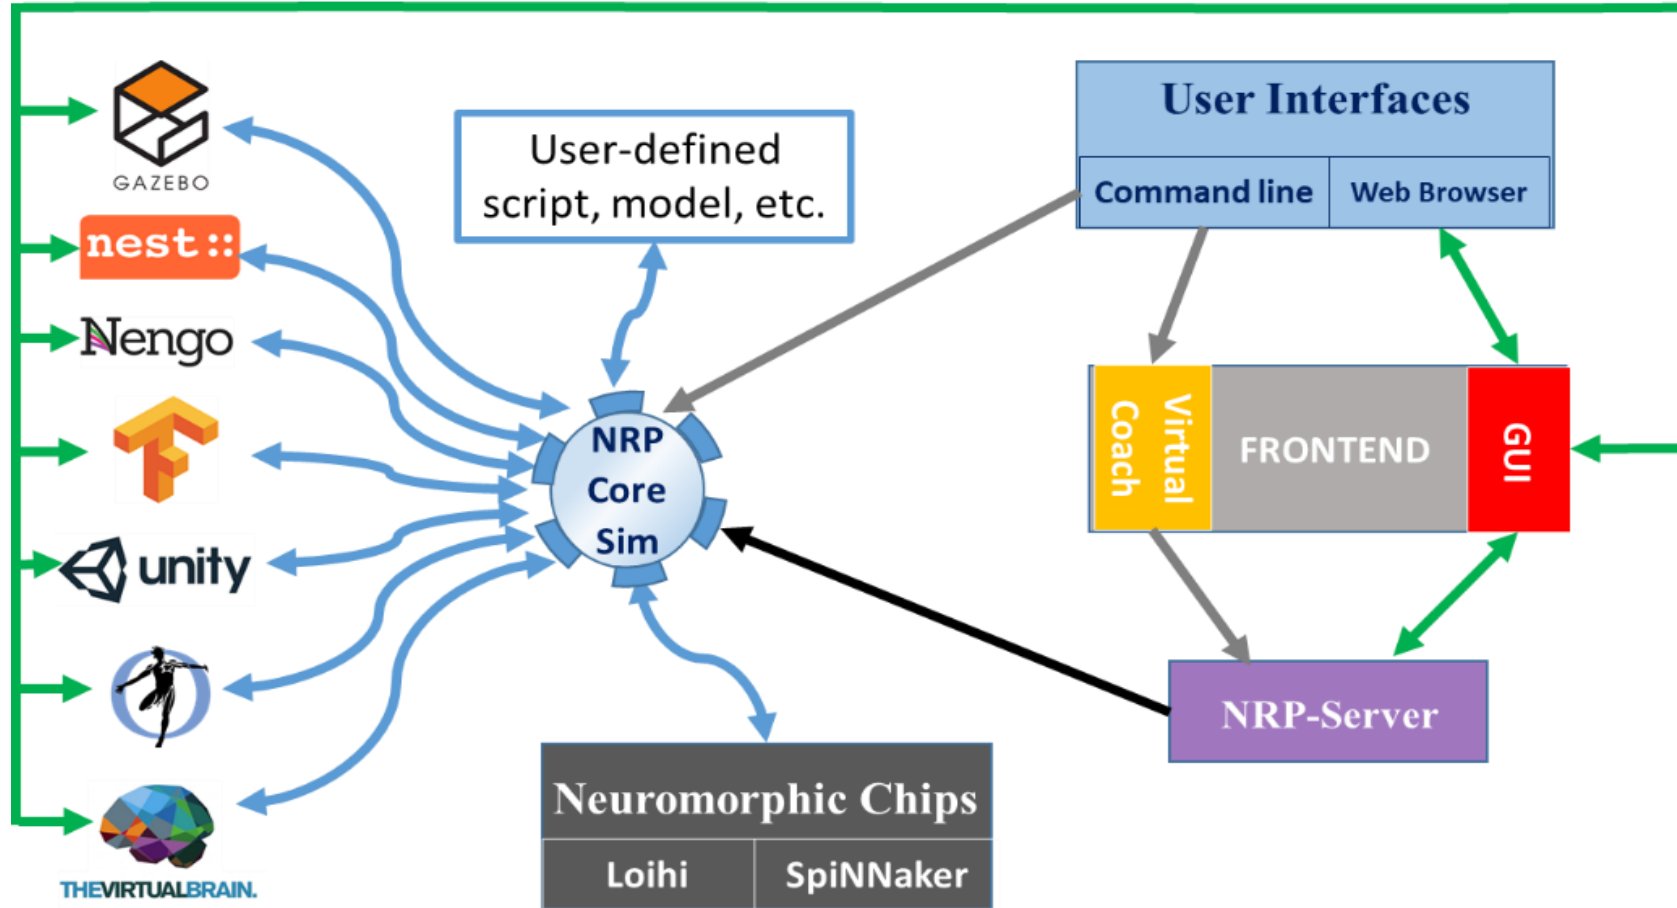 GAZEBO
nest::
Nengo
unity
THEVIRTUALBRAIN.
User-defined
script, model, etc.
NRP
Core
Sim
Neuromorphic Chips
Loihi
SpiNNaker
User Interfaces
Command line
Web Browser
Virtual
Coach
FRONTEND
GUI
NRP-Server